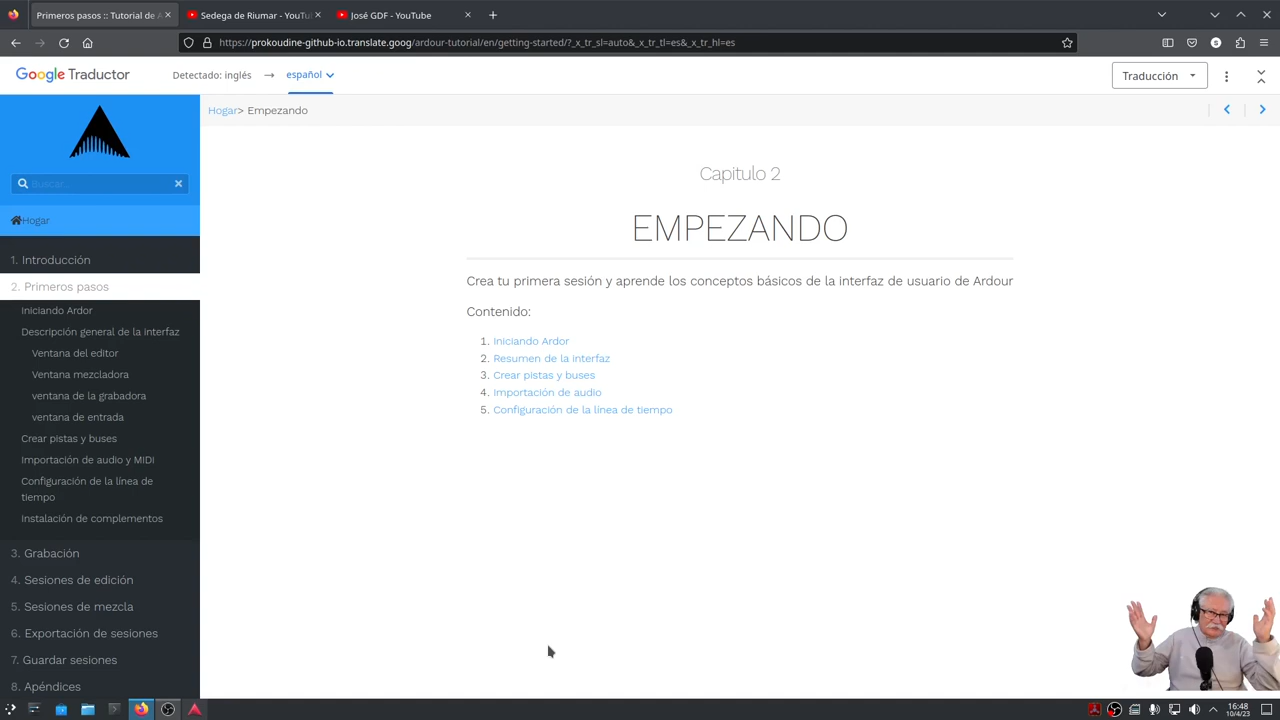 Primeros pasos :: Tutorial de A
Sedega de Riumar - YouTu
José GDF - YouTube
https://prokoudine-github-io.translate.goog/ardour-tutorial/en/getting-started/?_x_tr_sl=auto&_x_tr_tl=es&_x_tr_hl=es
Google Traductor
Detectado: inglés
español
Traducción
Hogar> Empezando
Buscar...
Hogar
1. Introducción
2. Primeros pasos
Iniciando Ardor
Descripción general de la interfaz
Ventana del editor
Ventana mezcladora
ventana de la grabadora
ventana de entrada
Crear pistas y buses
Importación de audio y MIDI
Configuración de la línea de
tiempo
Instalación de complementos
3. Grabación
4. Sesiones de edición
5. Sesiones de mezcla
6. Exportación de sesiones
7. Guardar sesiones
8. Apéndices
Capitulo 2
EMPEZANDO
Crea tu primera sesión y aprende los conceptos básicos de la interfaz de usuario de Ardour
Contenido:
1. Iniciando Ardor
2. Resumen de la interfaz
3. Crear pistas y buses
4. Importación de audio
5. Configuración de la línea de tiempo
16:48
10/4/23